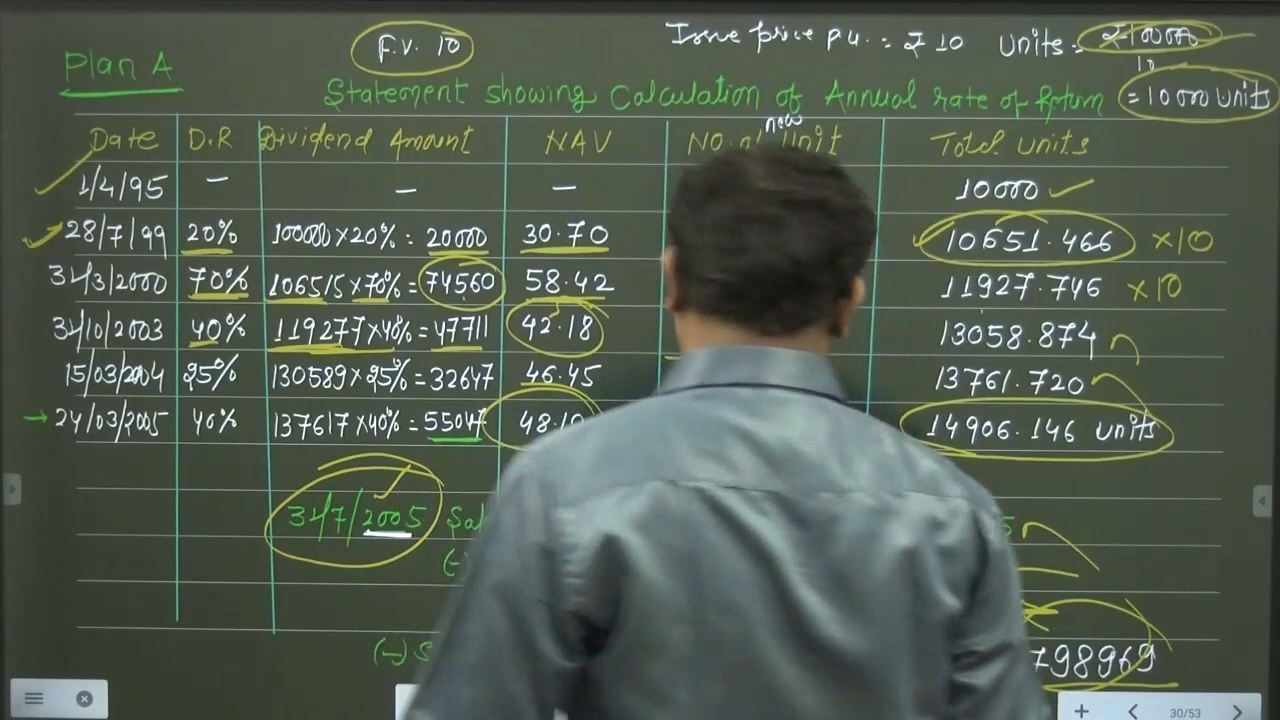 F.V. 10
Issue price P.U. = ₹ 10 Units = ₹ 100000
10
Plan A
Statement showing Calculation of Annual rate of Return = 10000 Units
new
Date D.R Dividend Amount NAV NO. of Unit Total Units
1/4/95 — — — 10000
28/7/99 20% 100000 × 20% = 20000 30.70 10651.466 ×10
31/3/2000 70% 106515 × 70% = 74560 58.42 11927.746 ×10
31/10/2003 40% 119277 × 40% = 47711 42.18 13058.874
15/03/2004 25% 130589 × 25% = 32647 46.45 13761.720
→ 24/03/2005 40% 137617 × 40% = 55047 14906.146 units
31/7/2005
(-)
(-)
798969
30/53